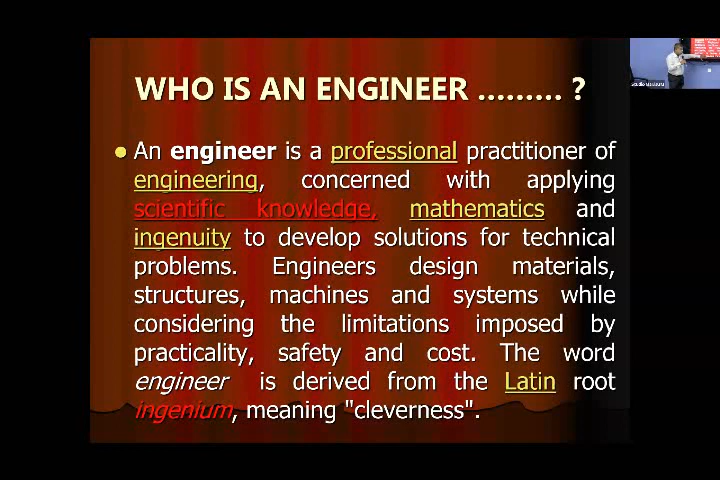 WHO IS AN ENGINEER ......... ?
• An engineer is a professional practitioner of
engineering, concerned with applying
scientific knowledge, mathematics and
ingenuity to develop solutions for technical
problems. Engineers design materials,
structures, machines and systems while
considering the limitations imposed by
practicality, safety and cost. The word
engineer is derived from the Latin root
ingenium, meaning "cleverness".